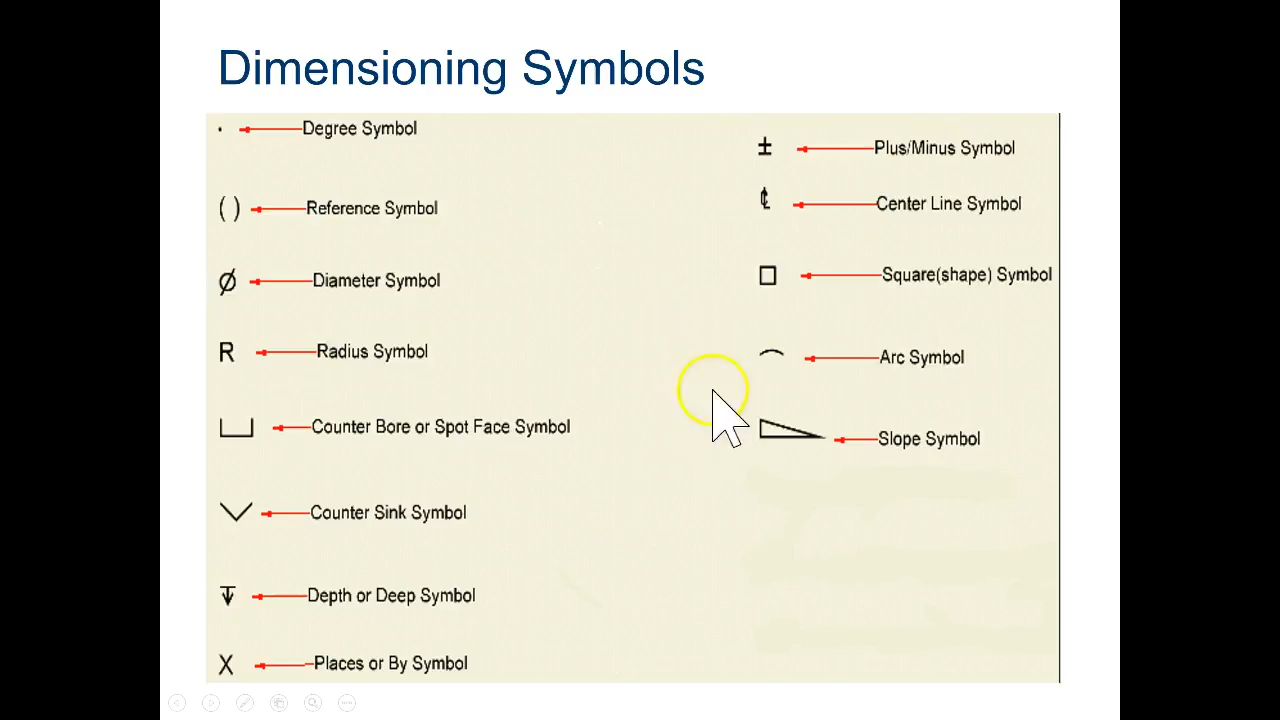 Dimensioning Symbols
° Degree Symbol
( ) Reference Symbol
Ø Diameter Symbol
R Radius Symbol
Counter Bore or Spot Face Symbol
Counter Sink Symbol
Depth or Deep Symbol
X Places or By Symbol
± Plus/Minus Symbol
℄ Center Line Symbol
□ Square(shape) Symbol
⌒ Arc Symbol
Slope Symbol